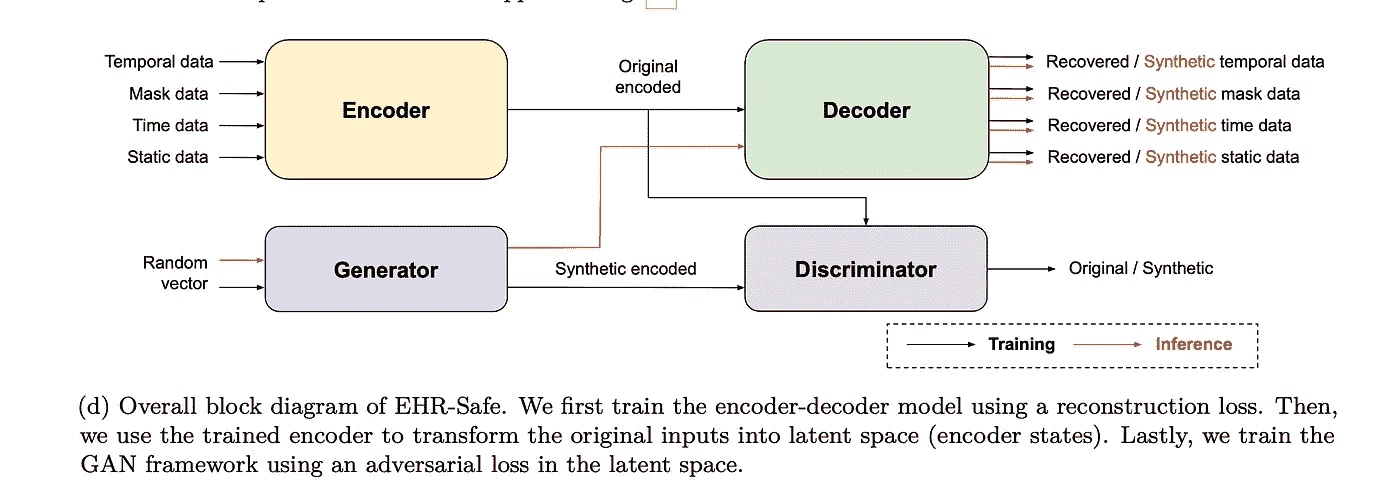 Temporal data
Mask data
Time data
Static data
Encoder
Original
encoded
Decoder
Recovered / Synthetic temporal data
Recovered / Synthetic mask data
Recovered / Synthetic time data
Recovered / Synthetic static data
Random
vector
Generator
Synthetic encoded
Discriminator
Original / Synthetic
Training Inference
(d) Overall block diagram of EHR-Safe. We first train the encoder-decoder model using a reconstruction loss. Then,
we use the trained encoder to transform the original inputs into latent space (encoder states). Lastly, we train the
GAN framework using an adversarial loss in the latent space.